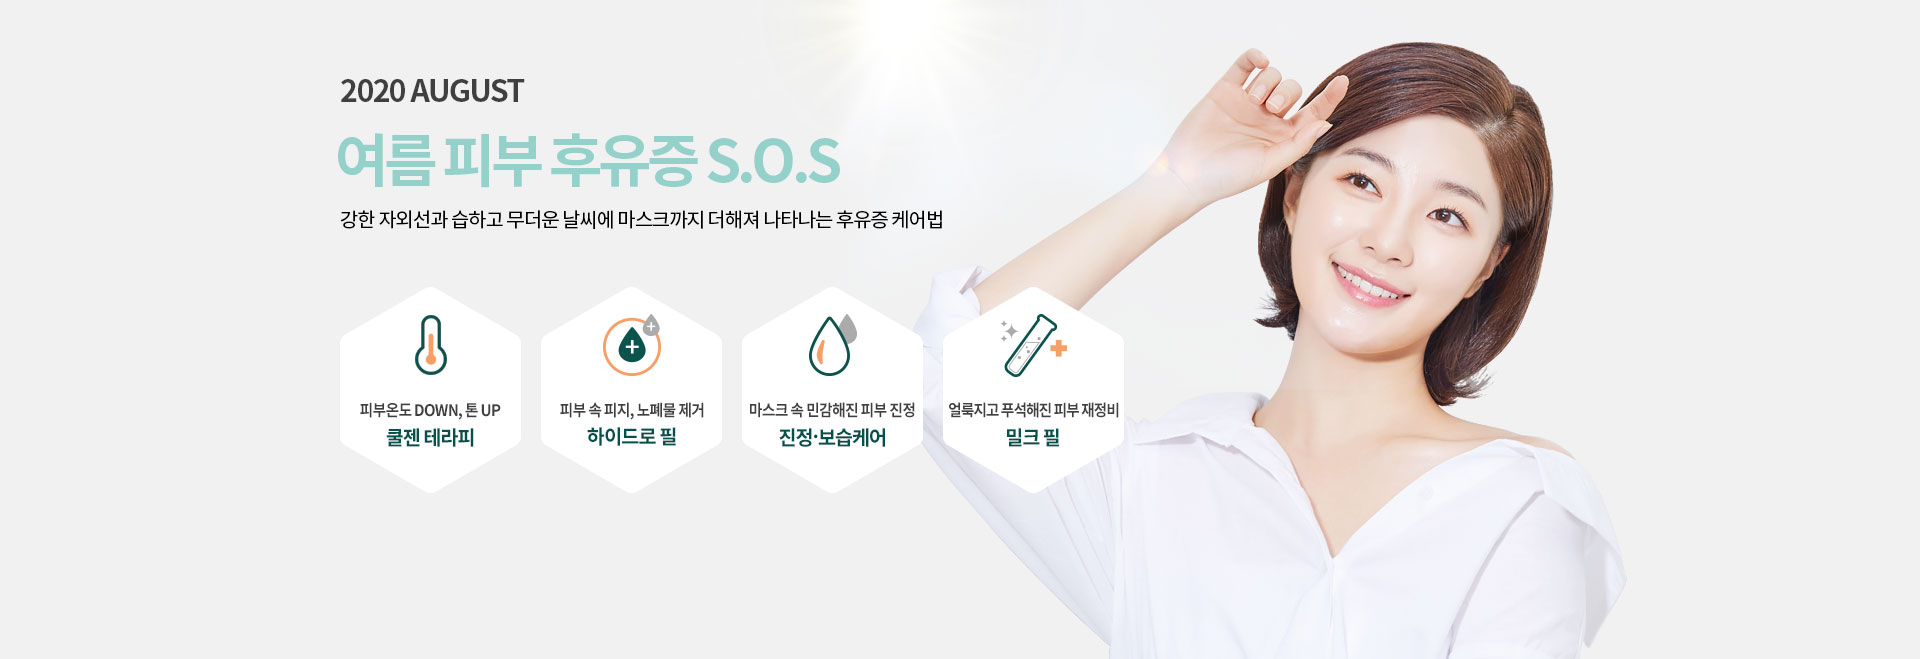 2020 AUGUST
여름 피부 후유증 S.O.S
강한 자외선과 습하고 무더운 날씨에 마스크까지 더해져 나타나는 후유증 케어법
피부온도 DOWN, 톤 UP
쿨젠 테라피
피부 속 피지, 노폐물 제거
하이드로 필
마스크 속 민감해진 피부 진정
진정·보습케어
얼룩지고 푸석해진 피부 재정비
밀크 필